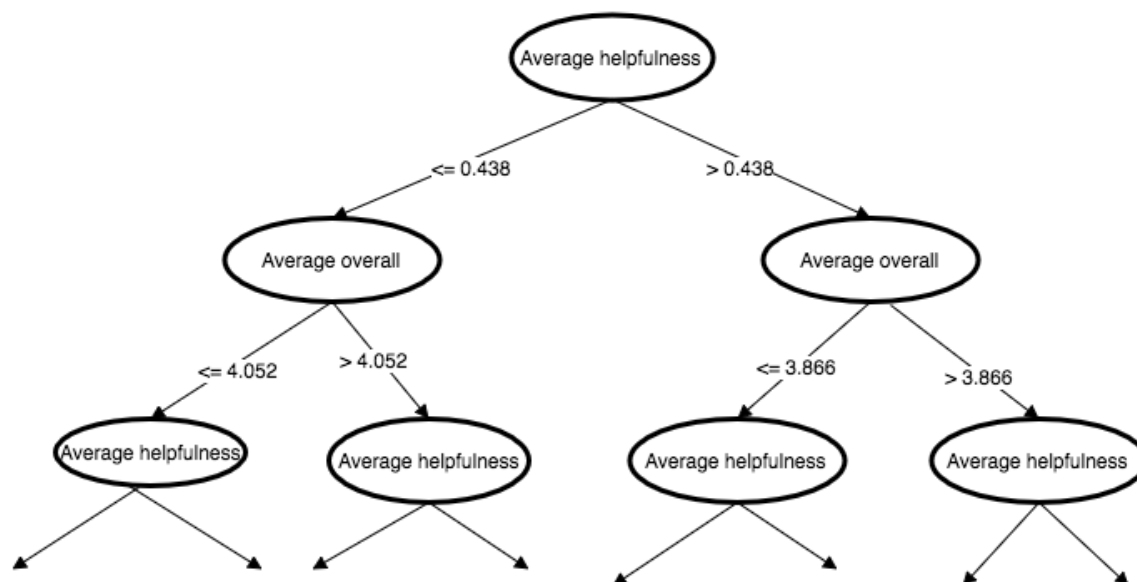 Average helpfulness
<= 0.438
> 0.438
Average overall
Average overall
<= 4.052
> 4.052
<= 3.866
> 3.866
Average helpfulness
Average helpfulness
Average helpfulness
Average helpfulness